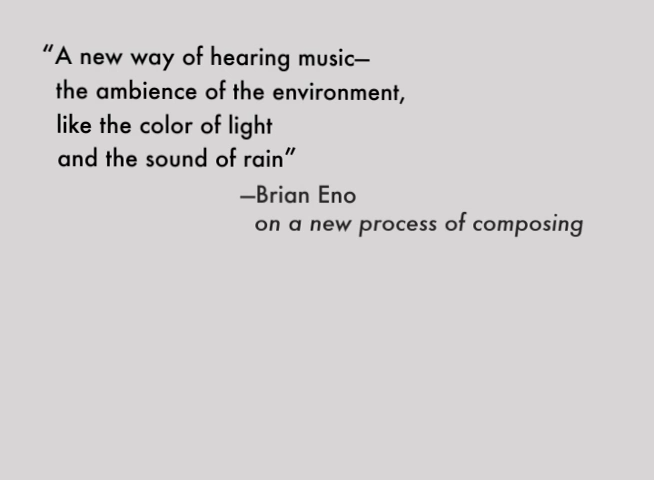 “A new way of hearing music—
the ambience of the environment,
like the color of light
and the sound of rain”
—Brian Eno
on a new process of composing